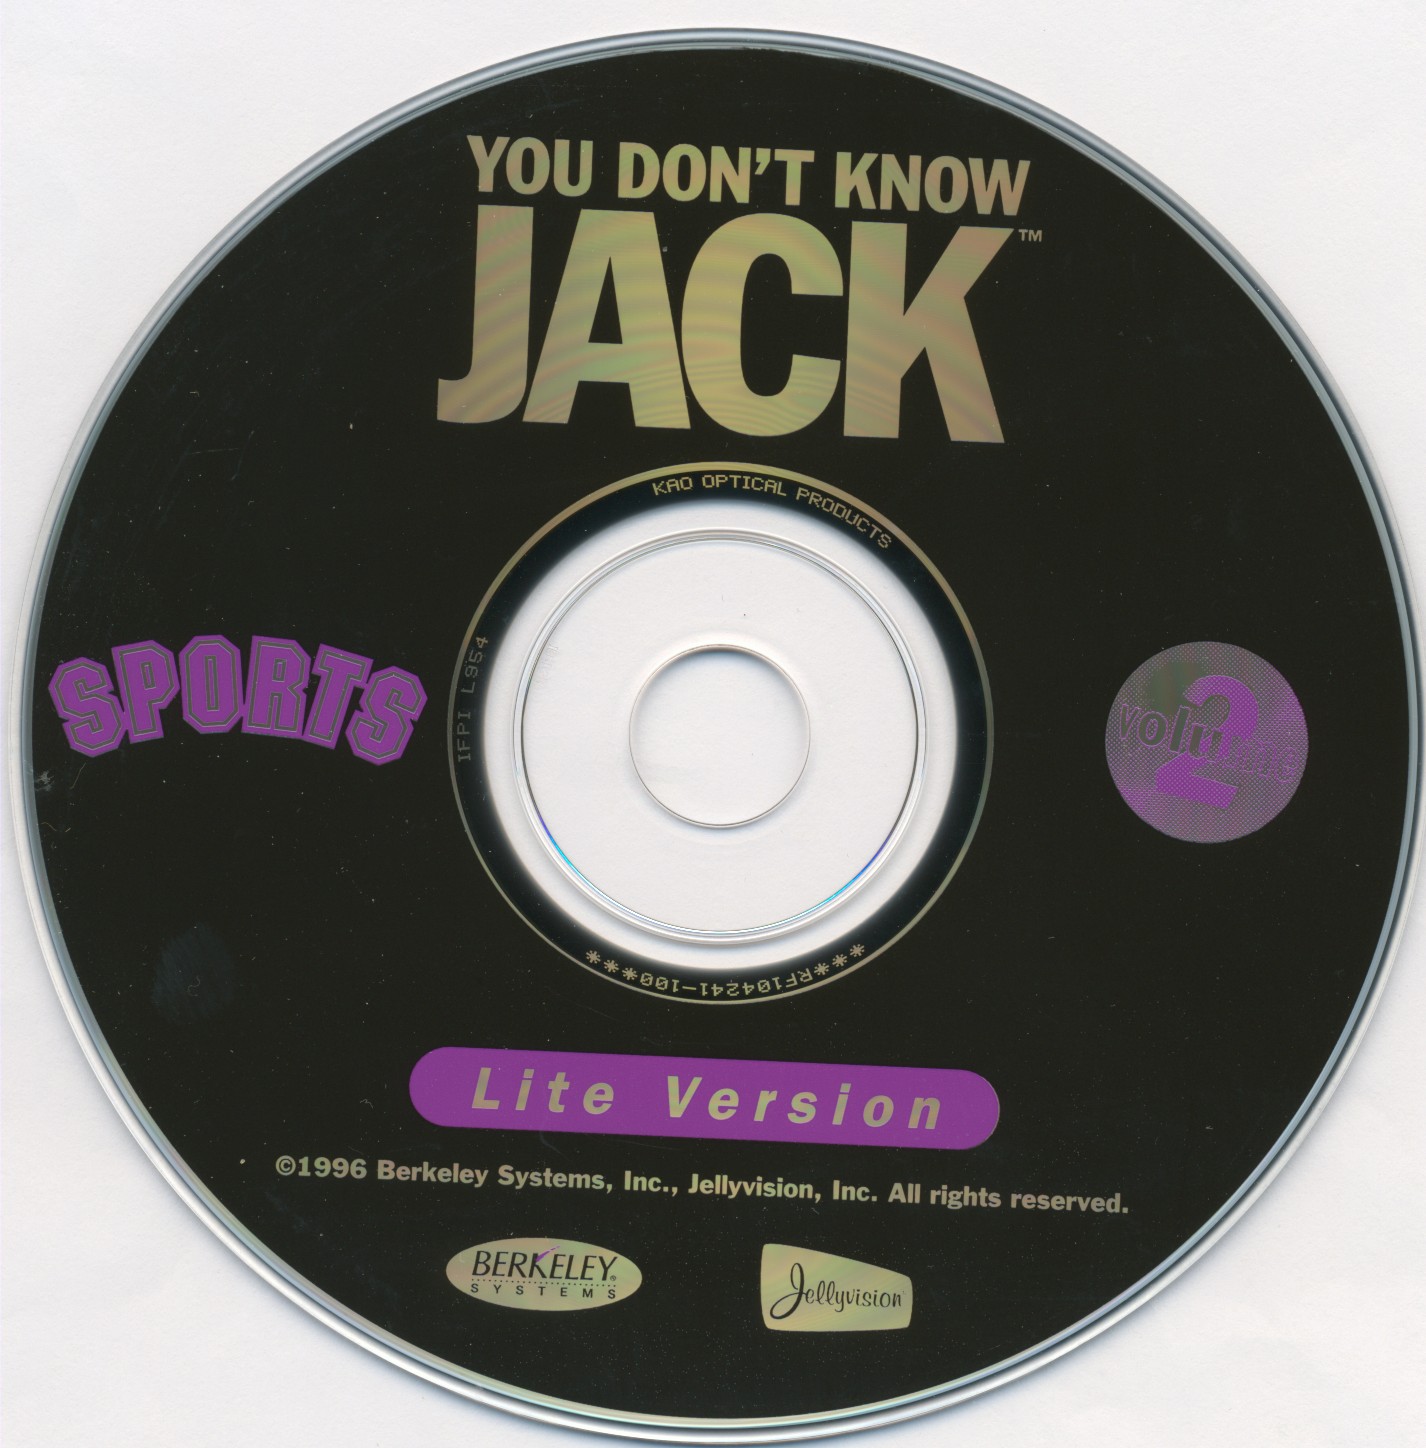 YOU DON'T KNOW
JACK™
KAO OPTICAL PRODUCTS
IFPI L954
SPORTS
volume
2
***RF104241-100****
Lite Version
©1996 Berkeley Systems, Inc., Jellyvision, Inc. All rights reserved.
BERKELEY®
SYSTEMS
Jellyvision